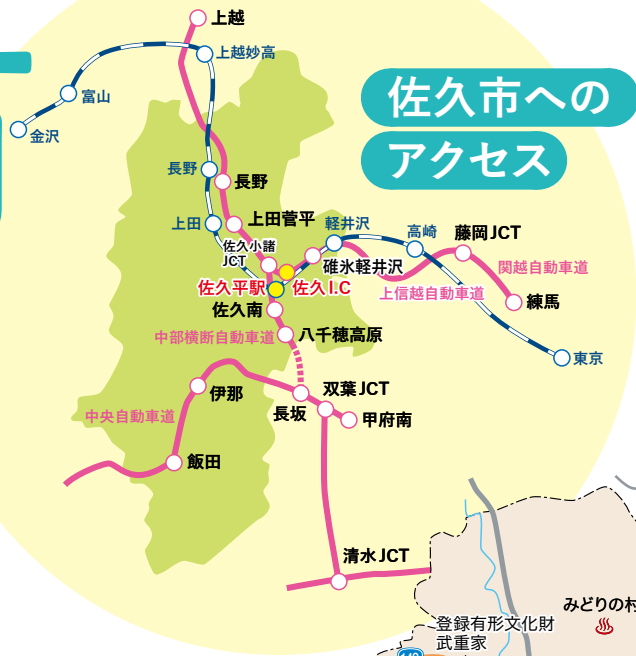 佐久市への
アクセス
上越
上越妙高
富山
金沢
長野
長野
上田
上田菅平
佐久小諸
JCT
軽井沢
高崎
藤岡JCT
碓氷軽井沢
関越自動車道
上信越自動車道
練馬
佐久平駅
佐久I.C
佐久南
中部横断自動車道
八千穂高原
東京
伊那
双葉JCT
長坂
甲府南
中央自動車道
飯田
清水JCT
みどりの村
登録有形文化財
武重家